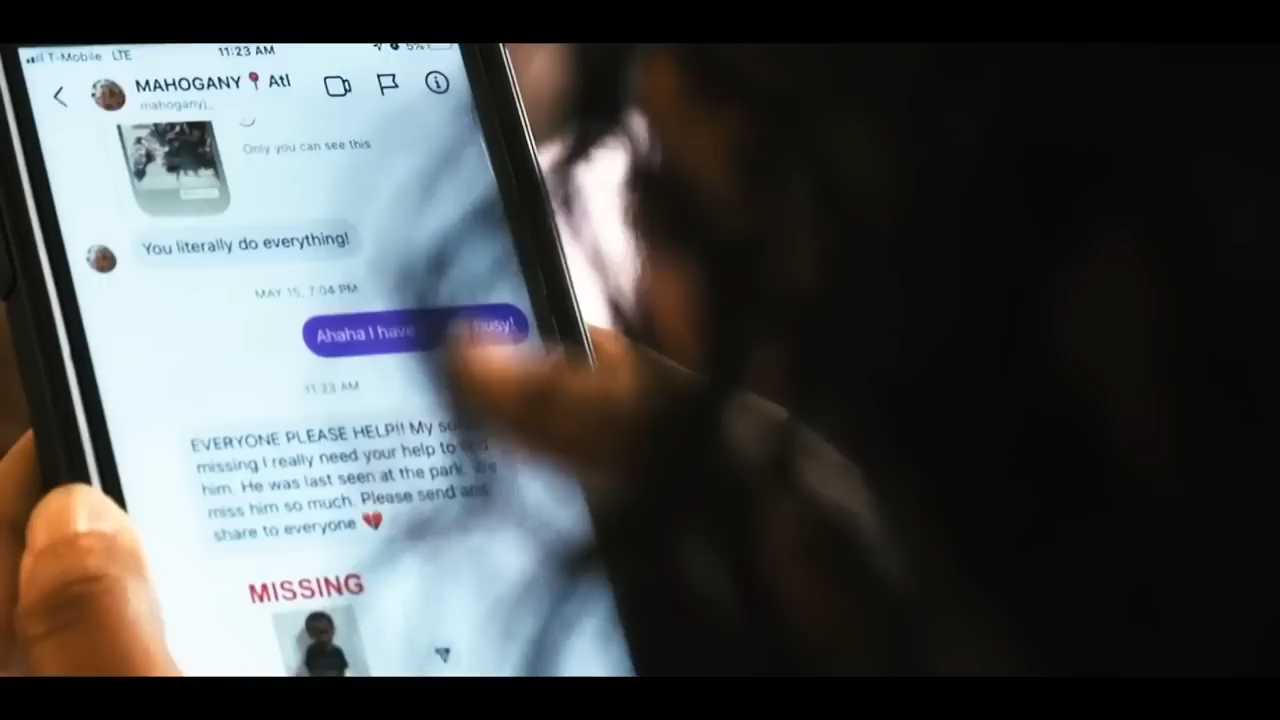 T-Mobile LTE 11:23 AM 5%
MAHOGANY📍Atl
mahoganyj_
Only you can see this
You literally do everything!
MAY 15, 7:04 PM
Ahaha I have busy!
11:23 AM
EVERYONE PLEASE HELP!! My
missing I really need your help to
him. He was last seen at the park.
miss him so much. Please send and
share to everyone 💔
MISSING